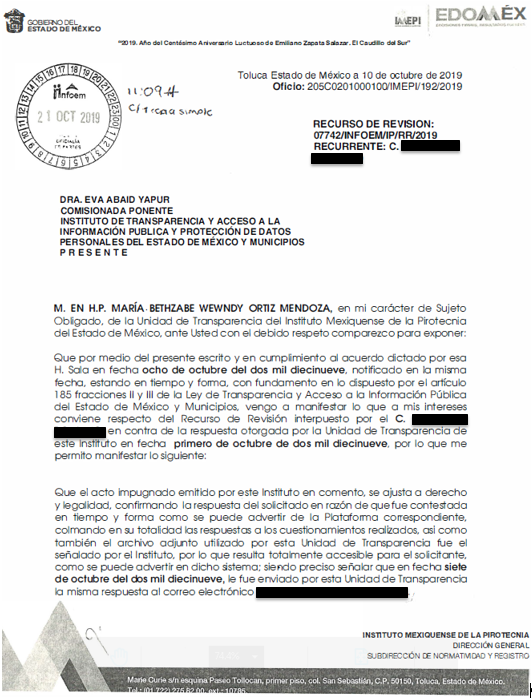 GOBIERNO DEL
ESTADO DE MÉXICO
IMEPI
EDOMÉX
"2019. Año del Centésimo Aniversario Luctuoso de Emiliano Zapata Salazar. El Caudillo del Sur"
Toluca Estado de México a 10 de octubre de 2019
Oficio: 205C0201000100/IMEPI/192/2019
infoem
21 OCT 2019
11:09
RECURSO DE REVISION:
07742/INFOEM/IP/RR/2019
RECURRENTE: C.
DRA. EVA ABAID YAPUR
COMISIONADA PONENTE
INSTITUTO DE TRANSPARENCIA Y ACCESO A LA
INFORMACIÓN PUBLICA Y PROTECCIÓN DE DATOS
PERSONALES DEL ESTADO DE MÉXICO Y MUNICIPIOS
P R E S E N T E
M. EN H.P. MARÍA BETHZABE WEWNDY ORTIZ MENDOZA, en mi carácter de Sujeto
Obligado, de la Unidad de Transparencia del Instituto Mexiquense de la Pirotecnia
del Estado de México, ante Usted con el debido respeto comparezco para exponer:
Que por medio del presente escrito y en cumplimiento al acuerdo dictado por esa
H. Sala en fecha ocho de octubre del dos mil diecinueve, notificado en la misma
fecha, estando en tiempo y forma, con fundamento en lo dispuesto por el artículo
185 fracciones II y III de la Ley de Transparencia y Acceso a la Información Pública
del Estado de México y Municipios, vengo a manifestar lo que a mis intereses
conviene respecto del Recurso de Revisión interpuesto por el C.
en contra de la respuesta otorgada por la Unidad de Transparencia de
este Instituto en fecha primero de octubre de dos mil diecinueve, por lo que me
permito manifestar lo siguiente:
Que el acto impugnado emitido por este Instituto en comento, se ajusta a derecho
y legalidad, confirmando la respuesta del solicitado en razón de que fue contestada
en tiempo y forma como se puede advertir de la Plataforma correspondiente,
colmando en su totalidad las respuestas a los cuestionamientos realizados, así como
también el archivo adjunto utilizado por esta Unidad de Transparencia fue el
señalado por el Instituto, por lo que resulta totalmente accesible para el solicitante,
como se puede advertir en dicho sistema; siendo preciso señalar que en fecha siete
de octubre del dos mil diecinueve, le fue enviado por esta Unidad de Transparencia
la misma respuesta al correo electrónico
INSTITUTO MEXIQUENSE DE LA PIROTECNIA
DIRECCIÓN GENERAL
SUBDIRECCIÓN DE NORMATIVIDAD Y REGISTRO
Marie Curie s/n esquina Paseo Tollocan, primer piso, col. San Sebastián, C.P. 50150, Toluca, Estado de México.
Tel.: (01 722) 275 82 00, ext.: 10785